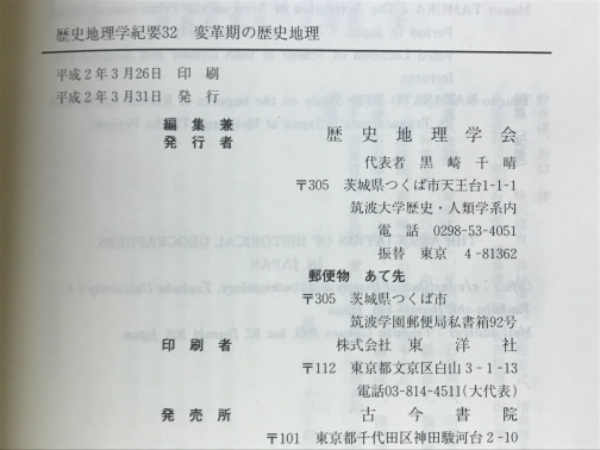 歴史地理学紀要32　変革期の歴史地理
平成2年3月26日　印　刷
平成2年3月31日　発　行
編集兼
発行者
歴史地理学会
代表者　黒崎千晴
〒305　茨城県つくば市天王台1-1-1
筑波大学歴史・人類学系内
電　話　0298-53-4051
振替　東京　4-81362
郵便物　あて先
〒305　茨城県つくば市
筑波学園郵便局私書箱92号
印刷者　株式会社　東洋社
〒112　東京都文京区白山3-1-13
電話03-814-4511(大代表)
発売所　古今書院
〒101　東京都千代田区神田駿河台2-10